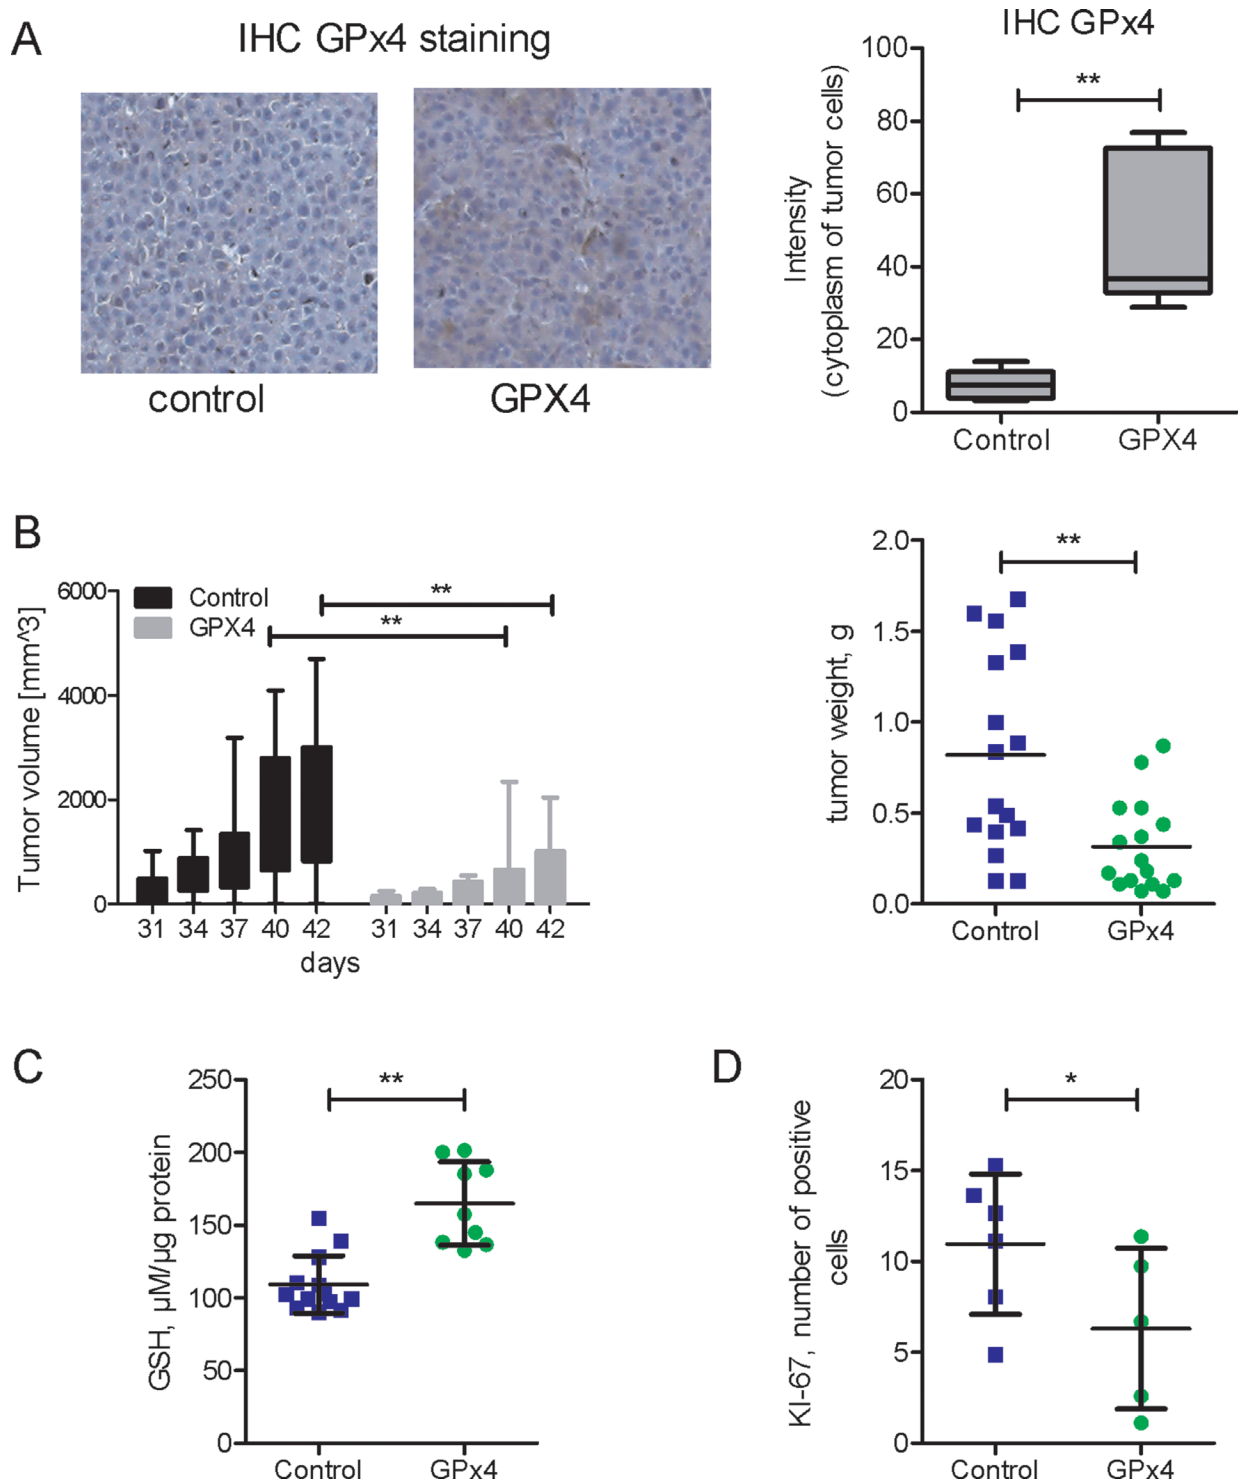 A
IHC GPx4 staining
control
GPX4
IHC GPx4
Intensity
(cytoplasm of tumor cells)
100
80
60
40
20
0
**
Control
GPX4
B
Tumor volume [mm^3]
6000
4000
2000
0
Control
GPX4
**
**
31 34 37 40 42 31 34 37 40 42
days
tumor weight, g
2.0
1.5
1.0
0.5
0.0
**
Control
GPx4
C
GSH, µM/µg protein
250
200
150
100
50
0
**
Control
GPx4
D
KI-67, number of positive
cells
20
15
10
5
0
*
Control
GPx4